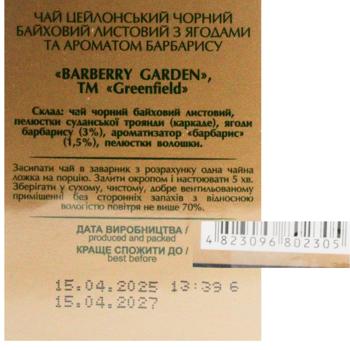 ЧАЙ ЦЕЙЛОНСЬКИЙ ЧОРНИЙ
БАЙХОВИЙ ЛИСТОВИЙ З ЯГОДАМИ
ТА АРОМАТОМ БАРБАРИСУ
«BARBERRY GARDEN»,
ТМ «Greenfield»
Склад: чай чорний байховий листовий,
пелюстки суданської троянди (каркаде), ягоди
барбарису (3%), ароматизатор «барбарис»
(1,5%), пелюстки волошки.
Засипати чай в заварник з розрахунку одна чайна
ложка на порцію. Залити окропом і настоювати 5 хв.
Зберігати у сухому, чистому, добре вентильованому
приміщенні без сторонніх запахів з відносною
вологістю повітря не вище 70%.
ДАТА ВИРОБНИЦТВА /
produced and packed
КРАЩЕ СПОЖИТИ ДО /
best before
4 823096 802305
15.04.2025 13:39 6
15.04.2027